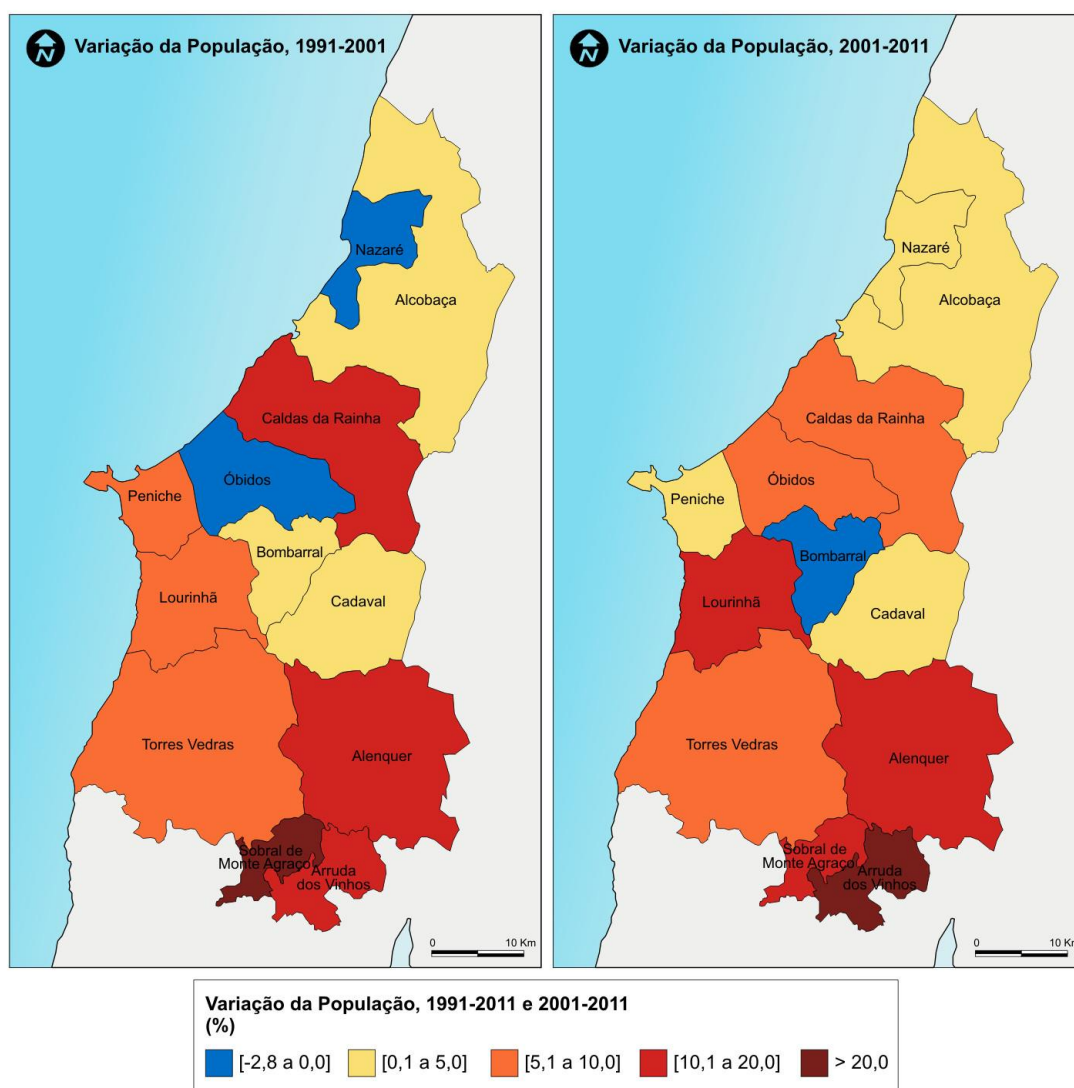 N
Variação da População, 1991-2001
Nazaré
Alcobaça
Caldas da Rainha
Óbidos
Peniche
Bombarral
Lourinhã
Cadaval
Torres Vedras
Alenquer
Sobral de
Monte Agraço
Arruda
dos Vinhos
0 10 Km
N
Variação da População, 2001-2011
Nazaré
Alcobaça
Caldas da Rainha
Óbidos
Peniche
Bombarral
Lourinhã
Cadaval
Torres Vedras
Alenquer
Sobral de
Monte Agraço
Arruda
dos Vinhos
0 10 Km
Variação da População, 1991-2011 e 2001-2011
(%)
[-2,8 a 0,0] [0,1 a 5,0] [5,1 a 10,0] [10,1 a 20,0] > 20,0